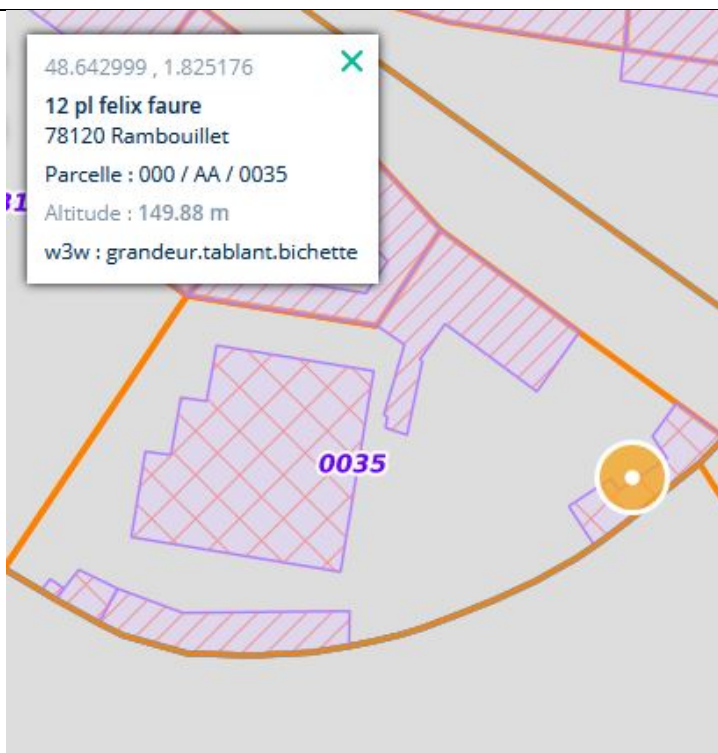 48.642999 , 1.825176
12 pl felix faure
78120 Rambouillet
Parcelle : 000 / AA / 0035
31
Altitude : 149.88 m
w3w : grandeur.tablant.bichette
0035